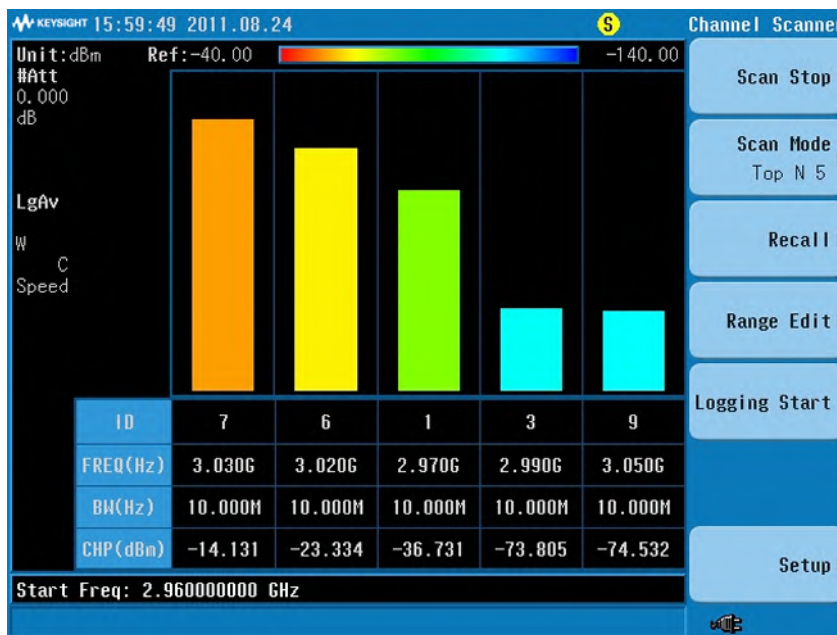 KEYSIGHT 15:59:49 2011.08.24 S Channel Scanne
Unit:dBm Ref:-40.00 -140.00
#Att
0.000
dB
LgAv
W
C
Speed
ID 7 6 1 3 9
FREQ(Hz) 3.030G 3.020G 2.970G 2.990G 3.050G
BW(Hz) 10.000M 10.000M 10.000M 10.000M 10.000M
CHP(dBm) -14.131 -23.334 -36.731 -73.805 -74.532
Start Freq: 2.960000000 GHz
Scan Stop
Scan Mode
Top N 5
Recall
Range Edit
Logging Start
Setup